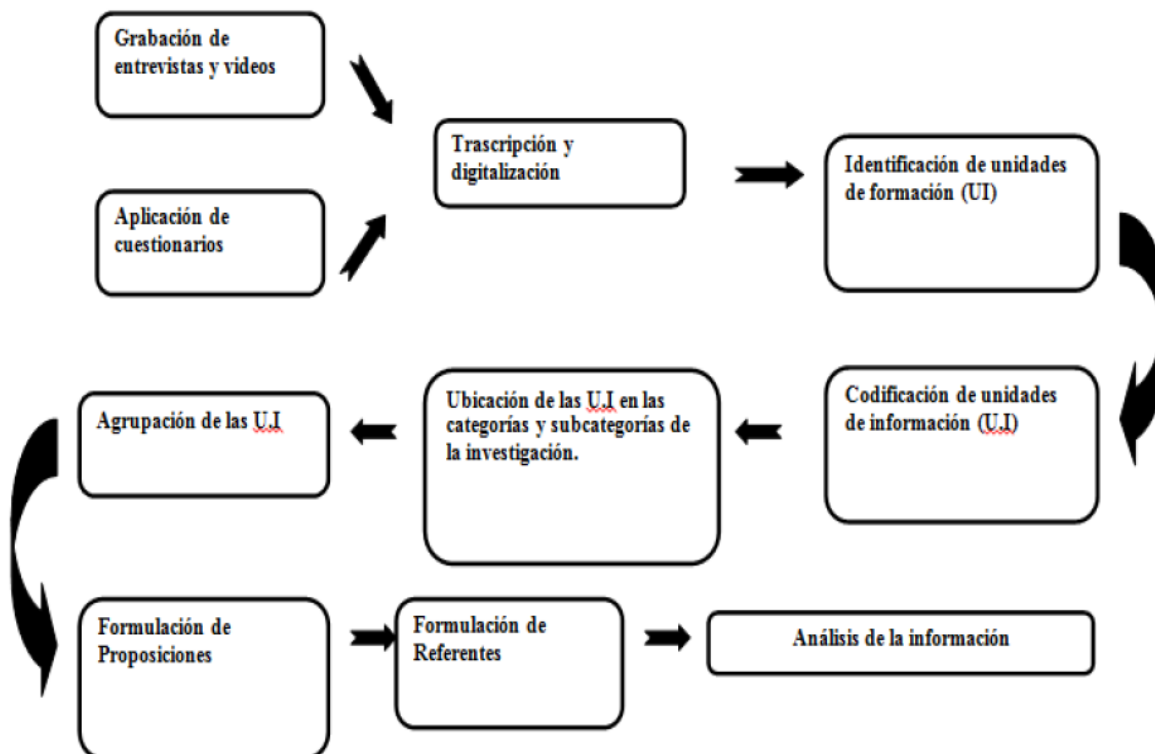 Grabación de
entrevistas y videos
Aplicación de
cuestionarios
Trascripción y
digitalización
Identificación de unidades
de formación (UI)
Codificación de unidades
de información (U.I)
Ubicación de las U.I en las
categorías y subcategorías de
la investigación.
Agrupación de las U.I
Formulación de
Proposiciones
Formulación de
Referentes
Análisis de la información